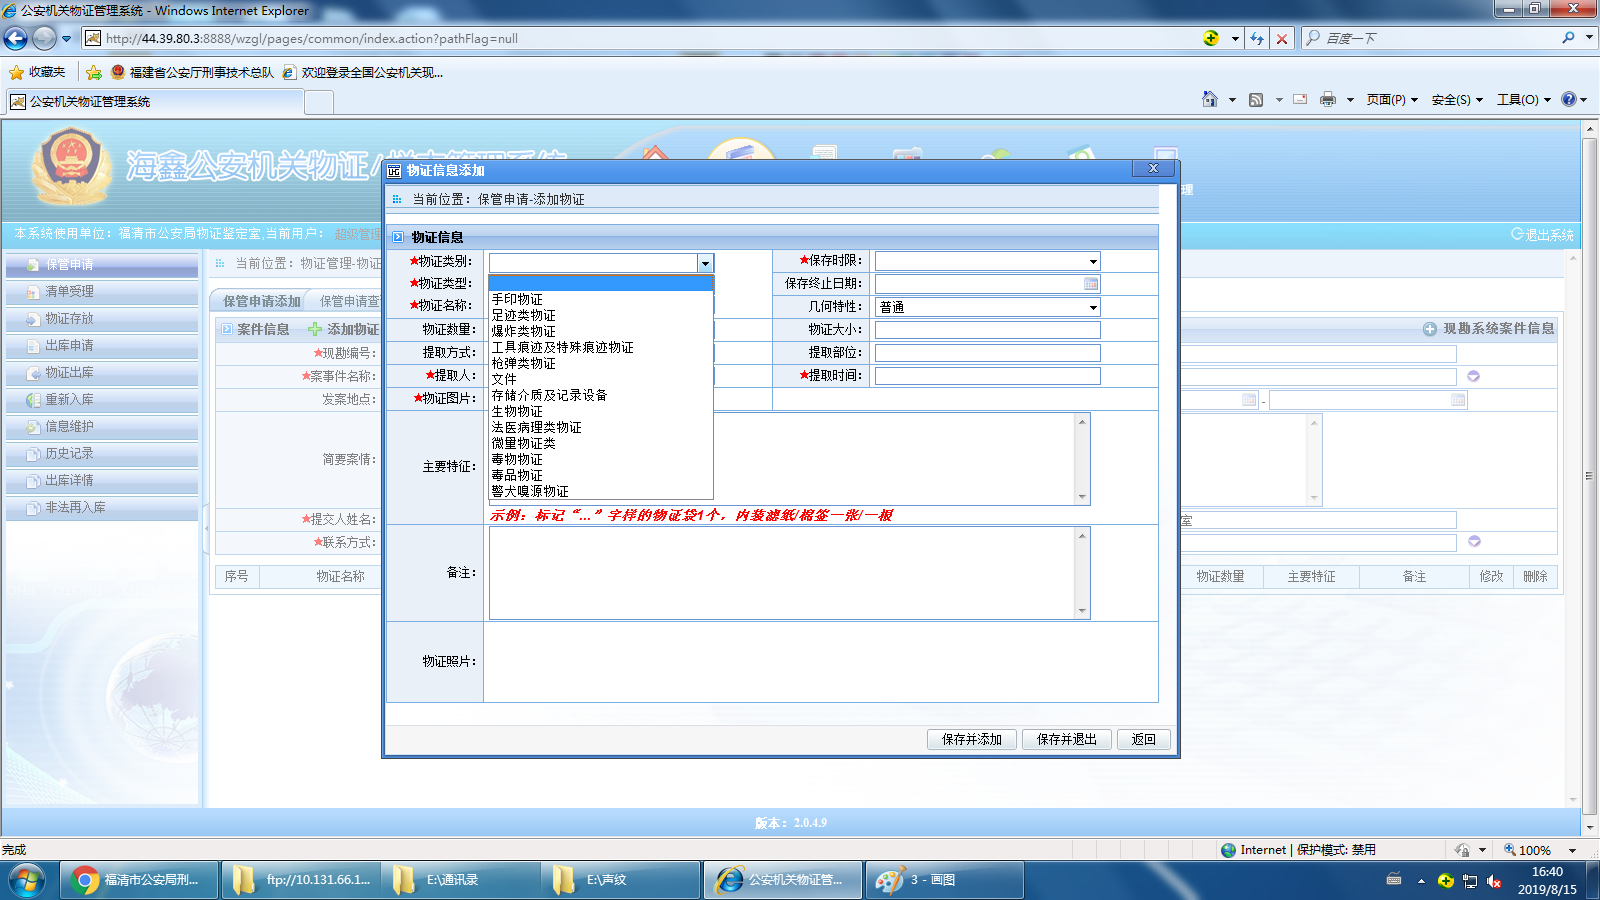 公安机关物证管理系统 - Windows Internet Explorer
http://44.39.80.3:8888/wzgl/pages/common/index.action?pathFlag=null
百度一下
收藏夹
福建省公安厅刑事技术总队
欢迎登录全国公安机关现...
公安机关物证管理系统
页面(P)
安全(S)
工具(O)
海鑫公安机关物证
理
本系统使用单位：福清市公安局物证鉴定室,当前用户：
超级管理
退出系统
保管申请
清单受理
物证存放
出库申请
物证出库
重新入库
信息维护
历史记录
出库详情
非法再入库
当前位置：物证管理-物证
保管申请添加
保管申请查
案件信息
添加物证
现勘系统案件信息
★现勘编号：
★案事件名称：
发案地点：
-
简要案情：
★提交人姓名：
室
★联系方式：
序号
物证名称
物证数量
主要特征
备注
修改
删除
物证信息添加
当前位置：保管申请-添加物证
物证信息
★物证类别：
★保存时限：
★物证类型：
保存终止日期：
★物证名称：
几何特性：
普通
物证数量：
物证大小：
提取方式：
提取部位：
★提取人：
★提取时间：
★物证图片：
手印物证
足迹类物证
爆炸类物证
工具痕迹及特殊痕迹物证
枪弹类物证
文件
存储介质及记录设备
生物物证
法医病理类物证
微量物证类
毒物物证
毒品物证
警犬嗅源物证
主要特征：
示例：标记“...”字样的物证袋1个，内装滤纸/棉签一张/一根
备注：
物证照片：
保存并添加
保存并退出
返回
版本：2.0.4.9
完成
Internet | 保护模式: 禁用
100%
福清市公安局刑...
ftp://10.131.66.1...
E:\通讯录
E:\声纹
公安机关物证管...
3 - 画图
16:40
2019/8/15